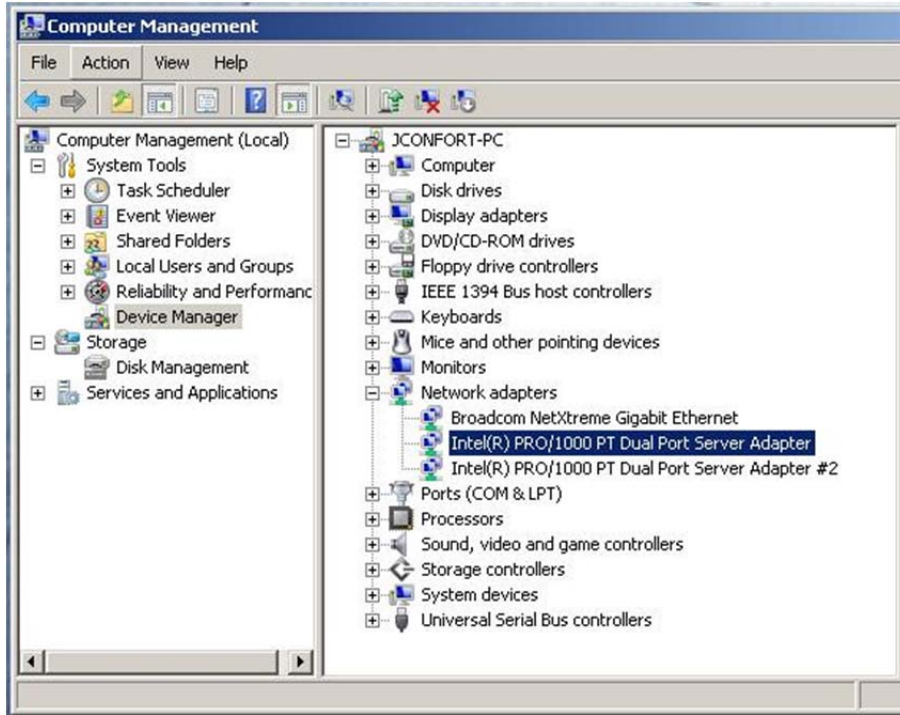 Computer Management
File Action View Help
Computer Management (Local)
System Tools
Task Scheduler
Event Viewer
Shared Folders
Local Users and Groups
Reliability and Performanc
Device Manager
Storage
Disk Management
Services and Applications
JCONFORT-PC
Computer
Disk drives
Display adapters
DVD/CD-ROM drives
Floppy drive controllers
IEEE 1394 Bus host controllers
Keyboards
Mice and other pointing devices
Monitors
Network adapters
Broadcom NetXtreme Gigabit Ethernet
Intel(R) PRO/1000 PT Dual Port Server Adapter
Intel(R) PRO/1000 PT Dual Port Server Adapter #2
Ports (COM & LPT)
Processors
Sound, video and game controllers
Storage controllers
System devices
Universal Serial Bus controllers